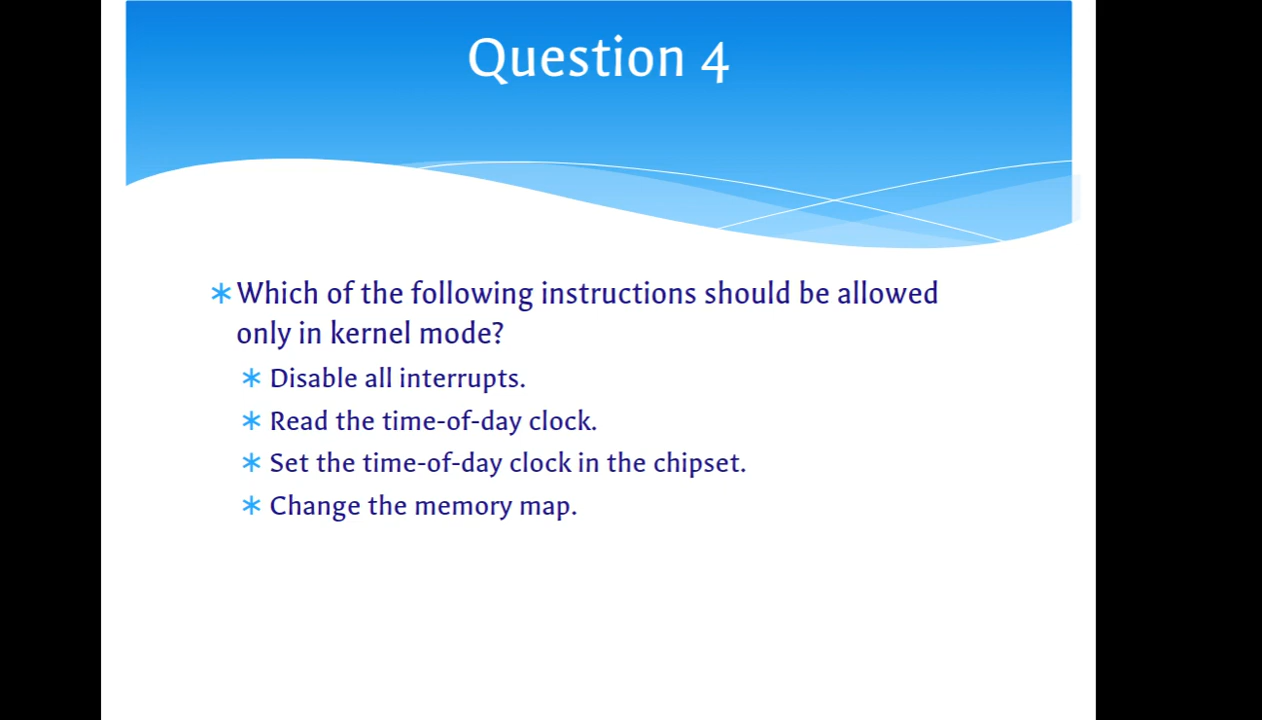 Question 4
* Which of the following instructions should be allowed
only in kernel mode?
* Disable all interrupts.
* Read the time-of-day clock.
* Set the time-of-day clock in the chipset.
* Change the memory map.